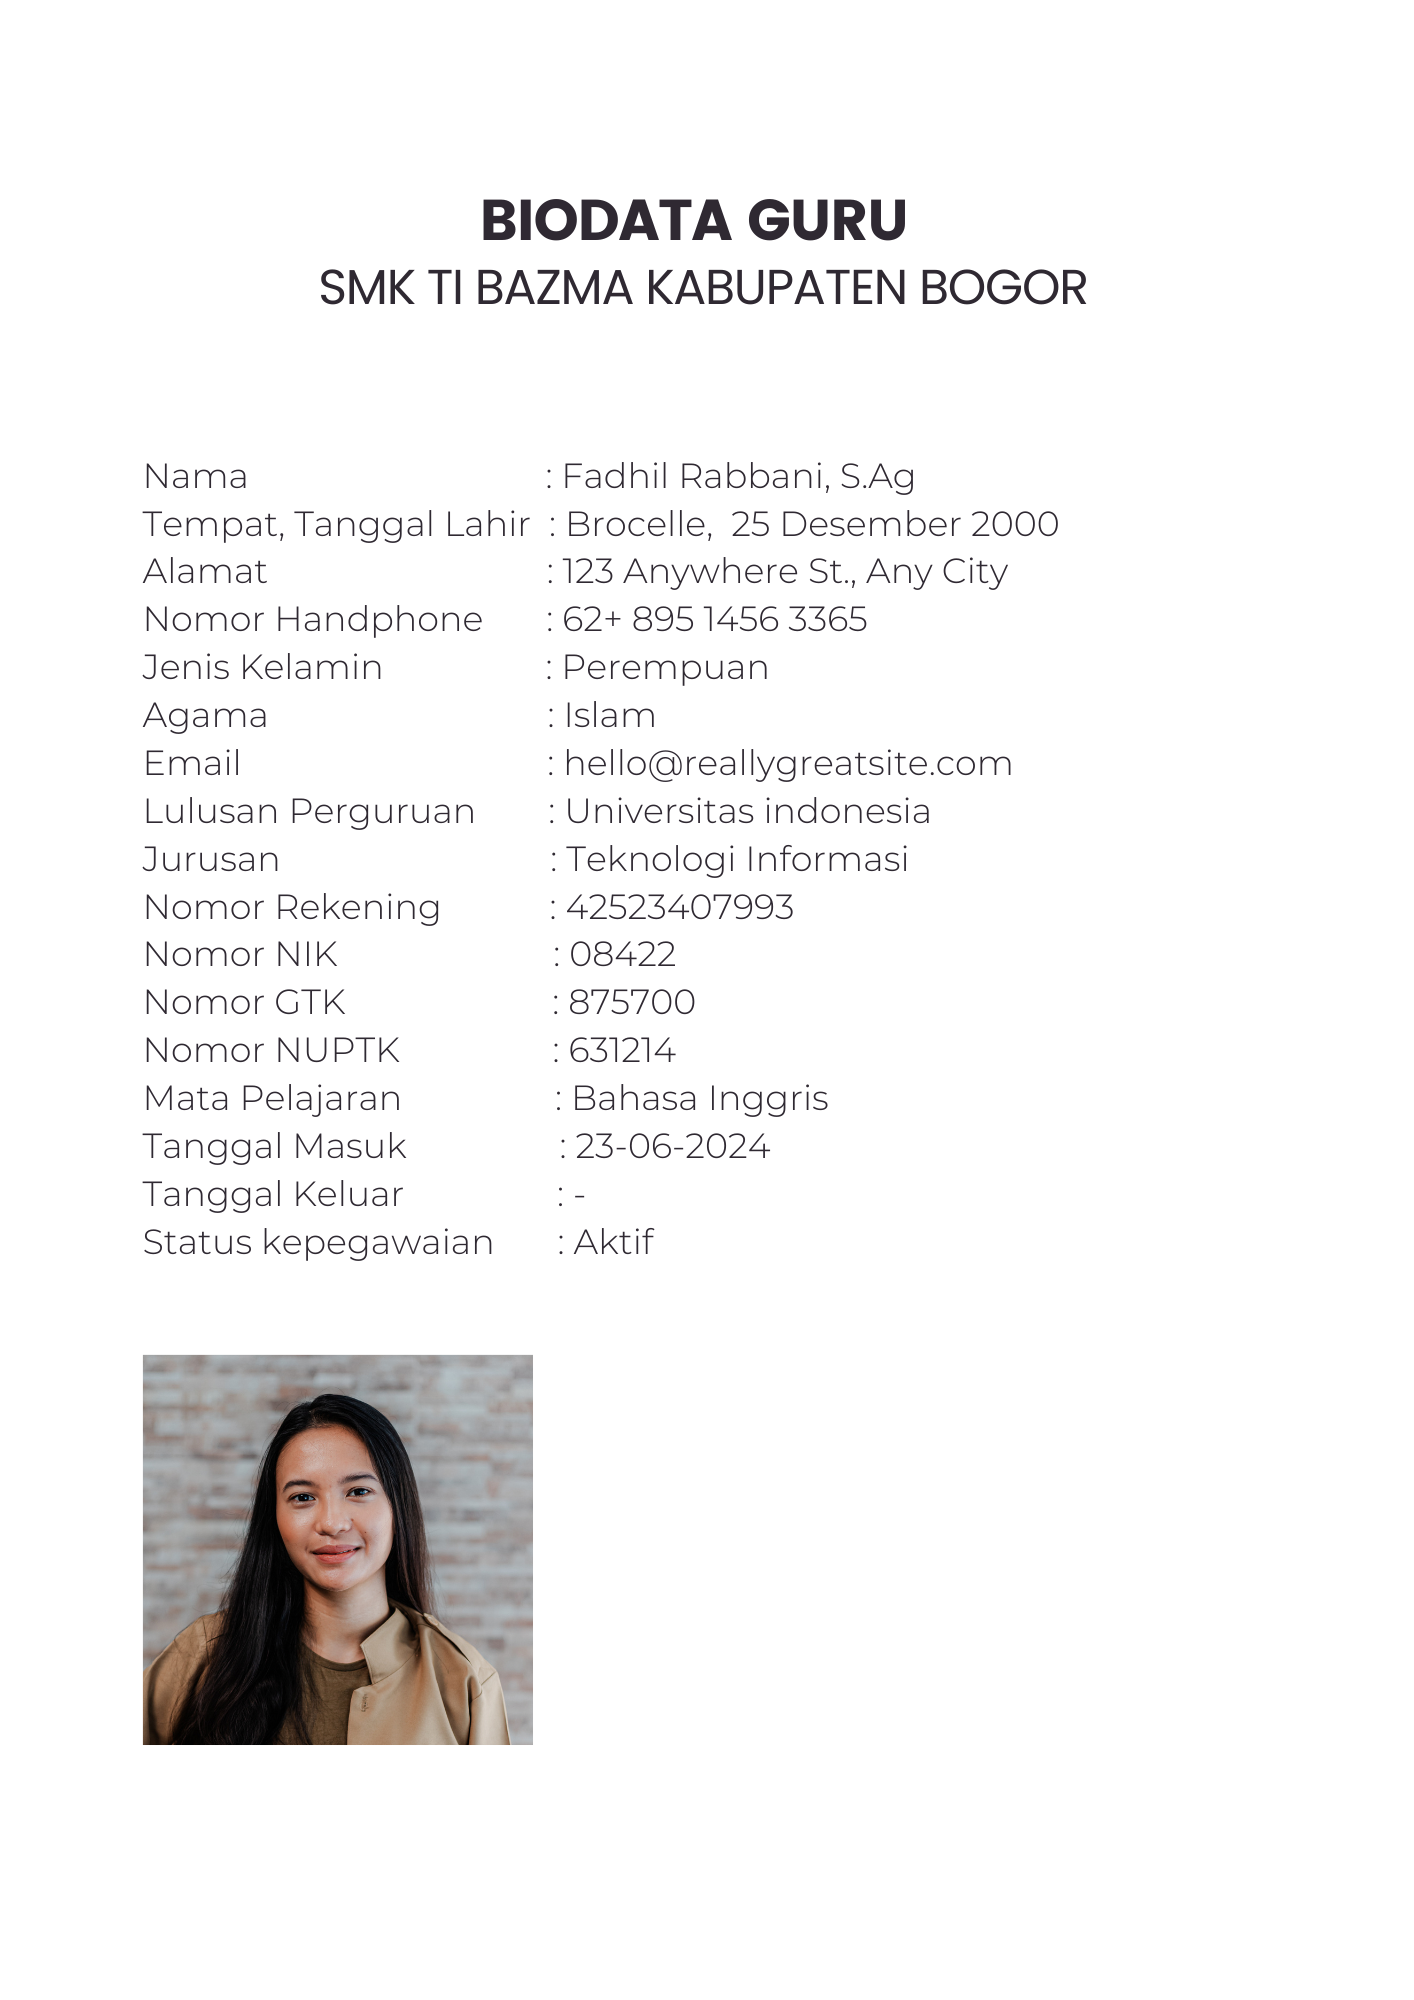 BIODATA GURU
SMK TI BAZMA KABUPATEN BOGOR
Nama : Fadhil Rabbani, S.Ag
Tempat, Tanggal Lahir : Brocelle, 25 Desember 2000
Alamat : 123 Anywhere St., Any City
Nomor Handphone : 62+ 895 1456 3365
Jenis Kelamin : Perempuan
Agama : Islam
Email : hello@reallygreatsite.com
Lulusan Perguruan : Universitas indonesia
Jurusan : Teknologi Informasi
Nomor Rekening : 42523407993
Nomor NIK : 08422
Nomor GTK : 875700
Nomor NUPTK : 631214
Mata Pelajaran : Bahasa Inggris
Tanggal Masuk : 23-06-2024
Tanggal Keluar : -
Status kepegawaian : Aktif